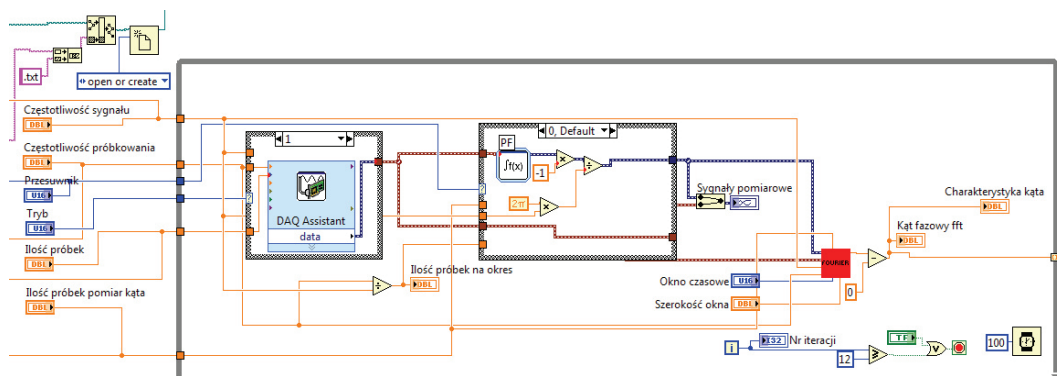 .txt
open or create
Częstotliwość sygnału
DBL
Częstotliwość próbkowania
DBL
Przesuwnik
U16
Tryb
U16
Ilość próbek
DBL
Ilość próbek pomiar kąta
DBL
1
DAQ Assistant
data
Ilość próbek na okres
DBL
0, Default
PF
∫f(x)
-1
2π
Sygnały pomiarowe
Charakterystyka kąta
DBL
Kąt fazowy fft
DBL
FOURIER
Okno czasowe
U16
0
Szerokość okna
DBL
i
I32
Nr iteracji
12
TF
100